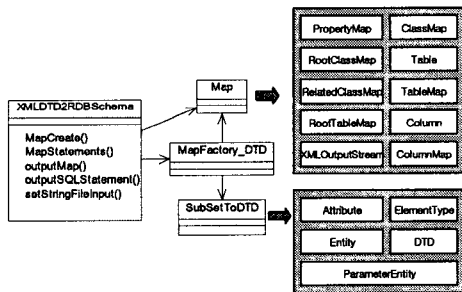 XMLDTD2RDBSchema
MapCreate()
MapStatements()
outputMap()
outputSQLStatement()
setStringFileInput()
Map
MapFactory_DTD
SubSetToDTD
PropertyMap
ClassMap
RootClassMap
Table
RelatedClassMap
TableMap
RootTableMap
Column
XMLOutputStream
ColumnMap
Attribute
ElementType
Entity
DTD
ParameterEntity